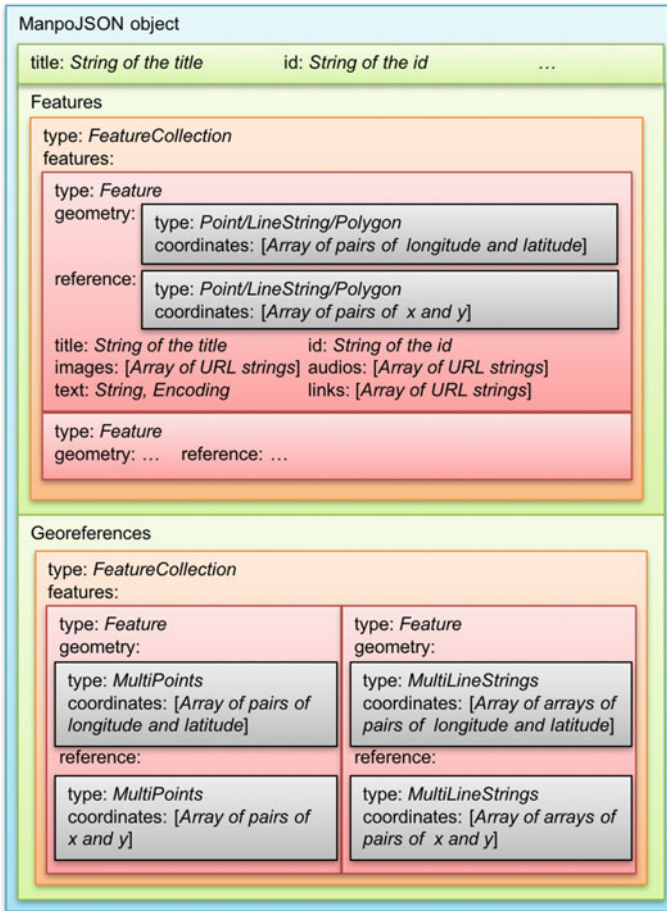 ManpoJSON object
title: String of the title id: String of the id …
Features
type: FeatureCollection
features:
type: Feature
geometry:
type: Point/LineString/Polygon
coordinates: [Array of pairs of longitude and latitude]
reference:
type: Point/LineString/Polygon
coordinates: [Array of pairs of x and y]
title: String of the title id: String of the id
images: [Array of URL strings] audios: [Array of URL strings]
text: String, Encoding links: [Array of URL strings]
type: Feature
geometry: … reference: …
Georeferences
type: FeatureCollection
features:
type: Feature
geometry:
type: MultiPoints
coordinates: [Array of pairs of
longitude and latitude]
reference:
type: MultiPoints
coordinates: [Array of pairs of
x and y]
type: Feature
geometry:
type: MultiLineStrings
coordinates: [Array of arrays of
pairs of longitude and latitude]
reference:
type: MultiLineStrings
coordinates: [Array of arrays of
pairs of x and y]